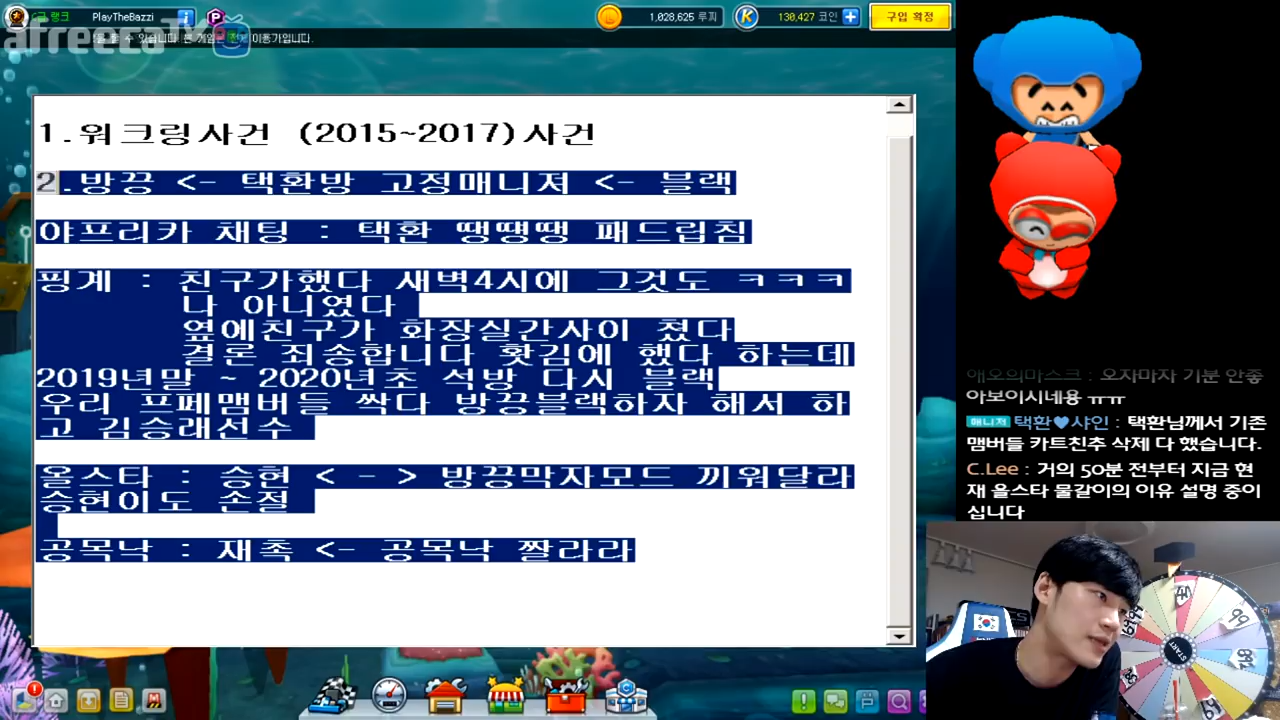 랭크
PlayTheBazzi
1,028,625 루찌
130,427 코인
구입 확정
afreecaTV
1.워크링사건 (2015~2017)사건
2.방끙 <- 택환방 고정매니져 <- 블랙
야프리카 채팅 : 택환 땡떙땡 패드립침
핑계 : 친구가했다 새벽4시에 그것도 ㅋㅋㅋ
나 아니였다
옆에친구가 화장실간사이 쳤다
결론 죄송합니다 홧김에 했다 하는데
2019년말 ~ 2020년초 석방 다시 블랙
우리 프페맴버들 싹다 방끙블랙하자 해서 하
고 김승래선수
올스타 : 승현 < - > 방끙막자모드 끼워달라
승현이도 손절
공목낙 : 재촉 <- 공목낙 짤라라
애오의마스크 : 오자마자 기분 안좋
아보이시네용 ㅠㅠ
매니저 택환♥샤인 : 택환님께서 기존
맴버들 카트친추 삭제 다 했습니다.
C.Lee : 거의 50분 전부터 지금 현
재 올스타 물갈이의 이유 설명 중이
십니다
START